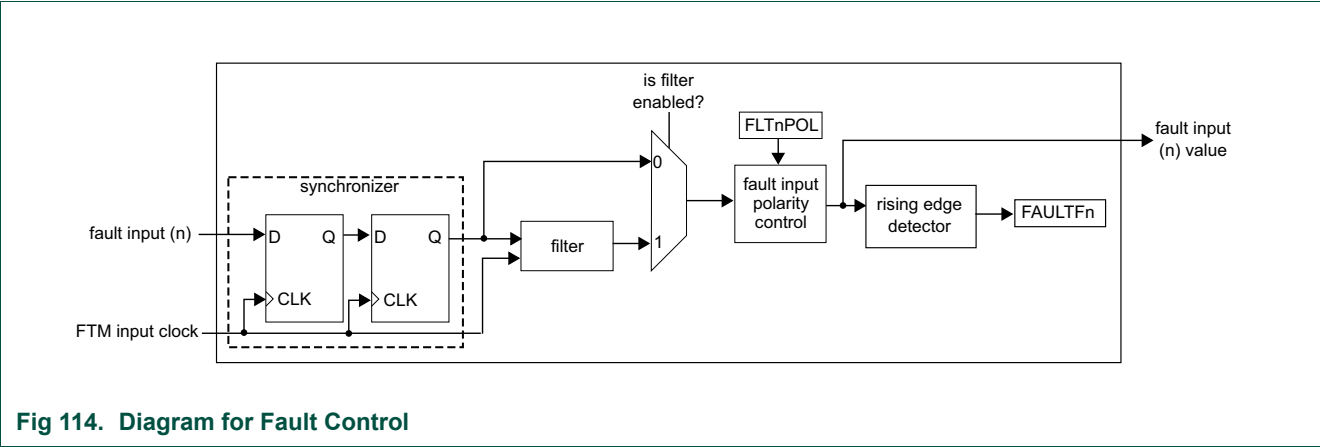 is filter
enabled?
FLTnPOL
fault input
(n) value
synchronizer
0
fault input
polarity
control
rising edge
detector
FAULTFn
fault input (n)
D Q
D Q
filter
1
CLK
CLK
FTM input clock
Fig 114. Diagram for Fault Control